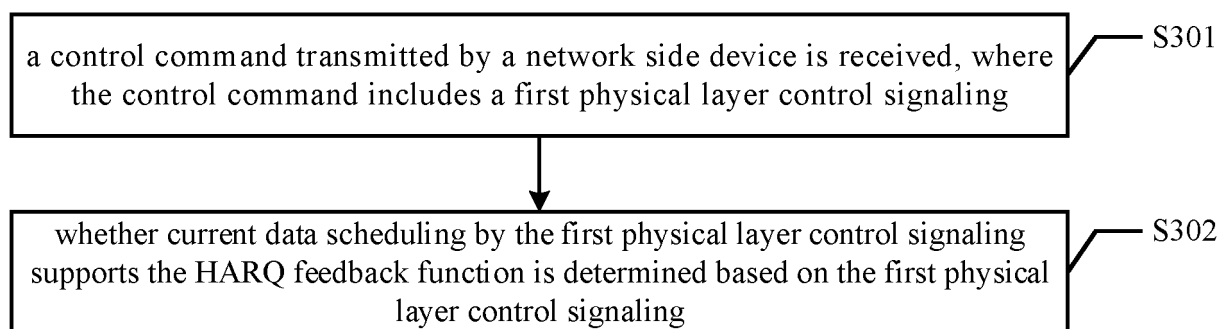 a control command transmitted by a network side device is received, where
the control command includes a first physical layer control signaling
S301
whether current data scheduling by the first physical layer control signaling
supports the HARQ feedback function is determined based on the first physical
layer control signaling
S302